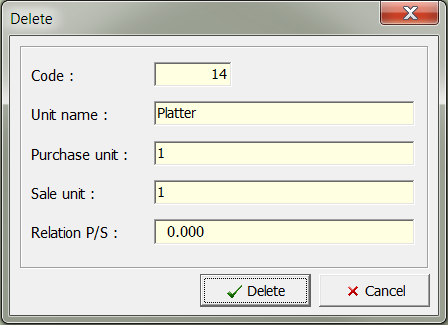 Delete
Code : 14
Unit name : Platter
Purchase unit : 1
Sale unit : 1
Relation P/S : 0.000
Delete Cancel